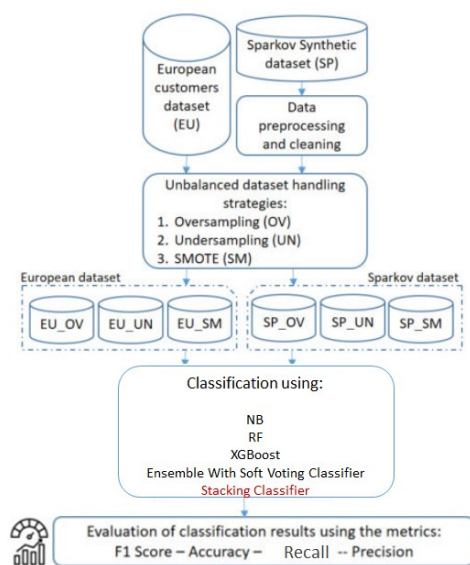 European
customers
dataset
(EU)
Sparkov Synthetic
dataset (SP)
Data
preprocessing
and cleaning
Unbalanced dataset handling
strategies:
1. Oversampling (OV)
2. Undersampling (UN)
3. SMOTE (SM)
European dataset
Sparkov dataset
EU_OV
EU_UN
EU_SM
SP_OV
SP_UN
SP_SM
Classification using:
NB
RF
XGBoost
Ensemble With Soft Voting Classifier
Stacking Classifier
Evaluation of classification results using the metrics:
F1 Score – Accuracy – Recall -- Precision